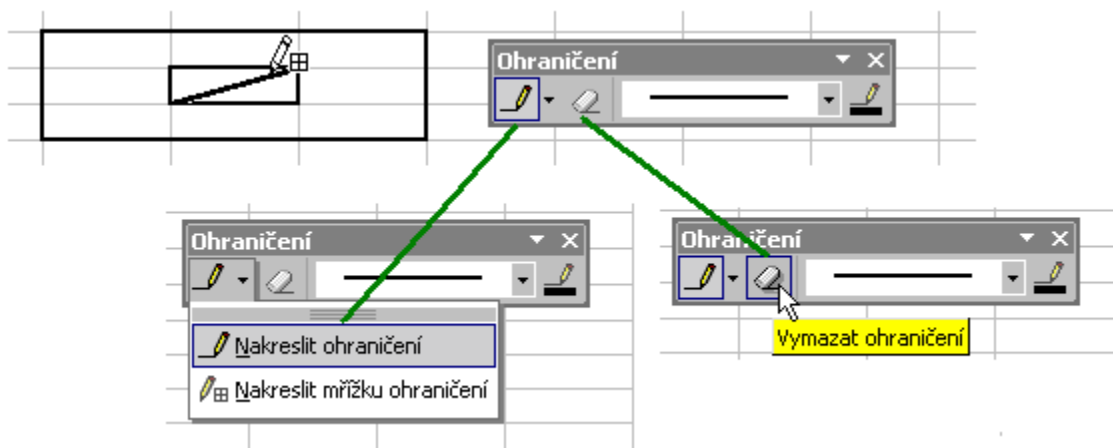 Ohraničení
Ohraničení
Nakreslit ohraničení
Nakreslit mřížku ohraničení
Ohraničení
Vymazat ohraničení